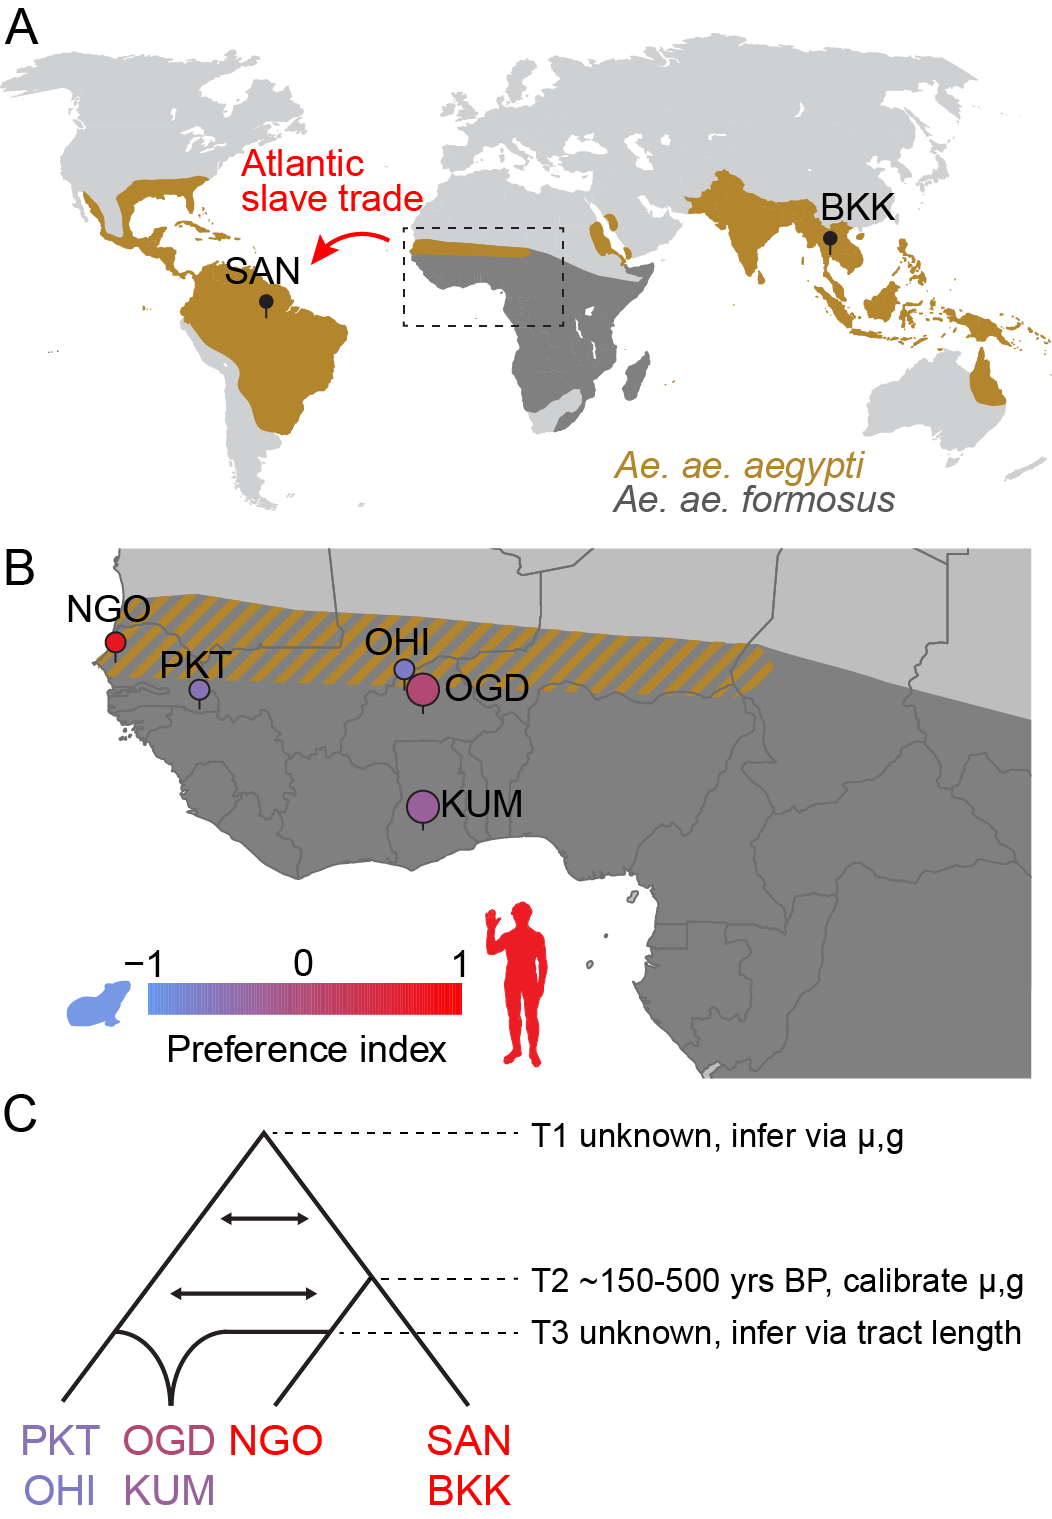 A
Atlantic
slave trade
BKK
SAN
Ae. ae. aegypti
Ae. ae. formosus
B
NGO
OHI
PKT
OGD
KUM
−1 0 1
Preference index
C
T1 unknown, infer via μ,g
T2 ~150-500 yrs BP, calibrate μ,g
T3 unknown, infer via tract length
PKT OGD NGO SAN
OHI KUM BKK